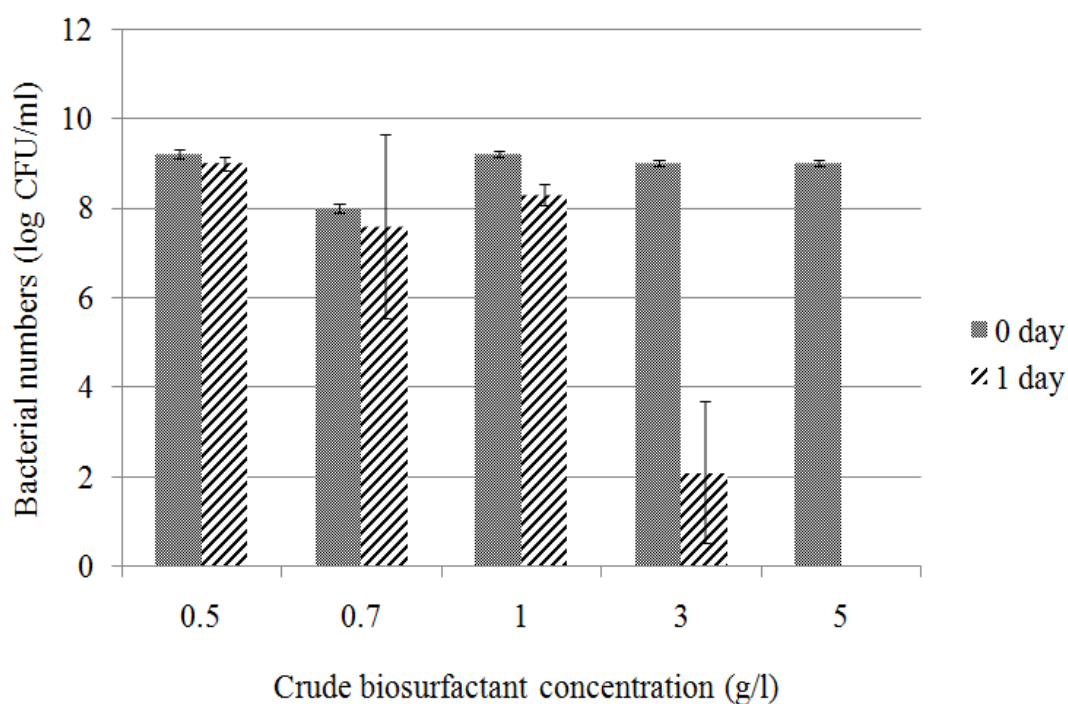 Bacterial numbers (log CFU/ml)
12
10
8
6
4
2
0
0.5 0.7 1 3 5
Crude biosurfactant concentration (g/l)
0 day
1 day